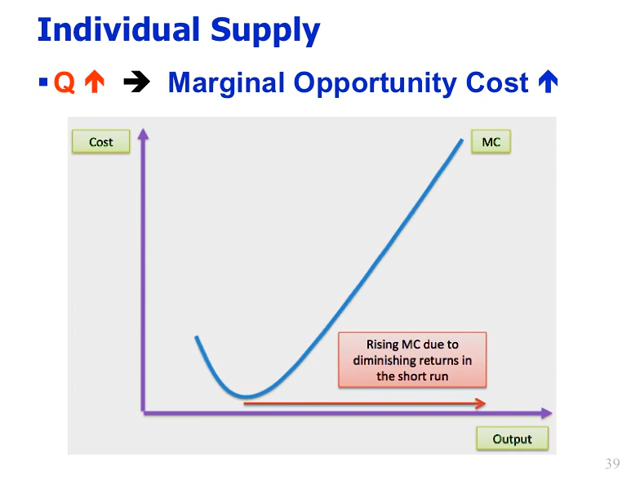 Individual Supply
▪ Q ⬆ ➔ Marginal Opportunity Cost ⬆
Cost
MC
Rising MC due to
diminishing returns in
the short run
Output
39